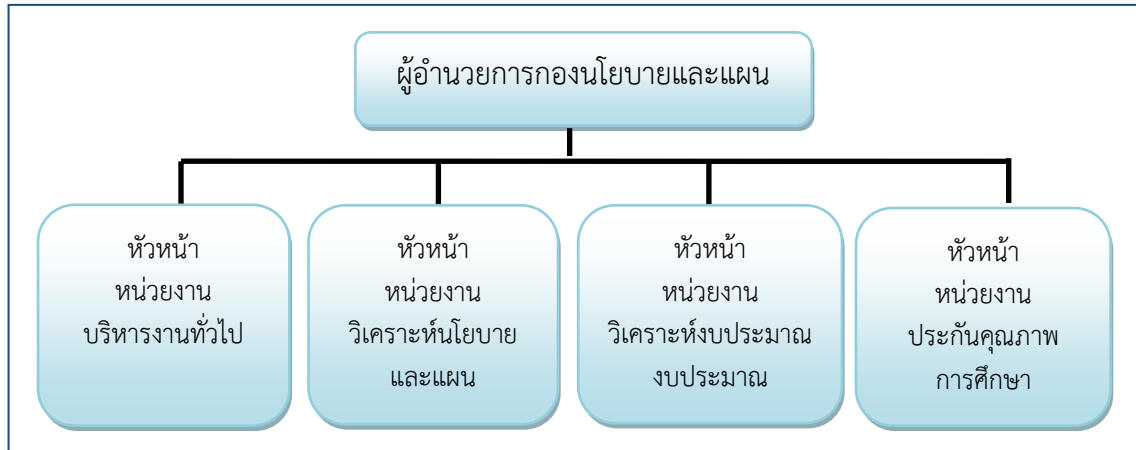 ผู้อำนวยการกองนโยบายและแผน
หัวหน้า
หน่วยงาน
บริหารงานทั่วไป
หัวหน้า
หน่วยงาน
วิเคราะห์นโยบาย
และแผน
หัวหน้า
หน่วยงาน
วิเคราะห์งบประมาณ
งบประมาณ
หัวหน้า
หน่วยงาน
ประกันคุณภาพ
การศึกษา